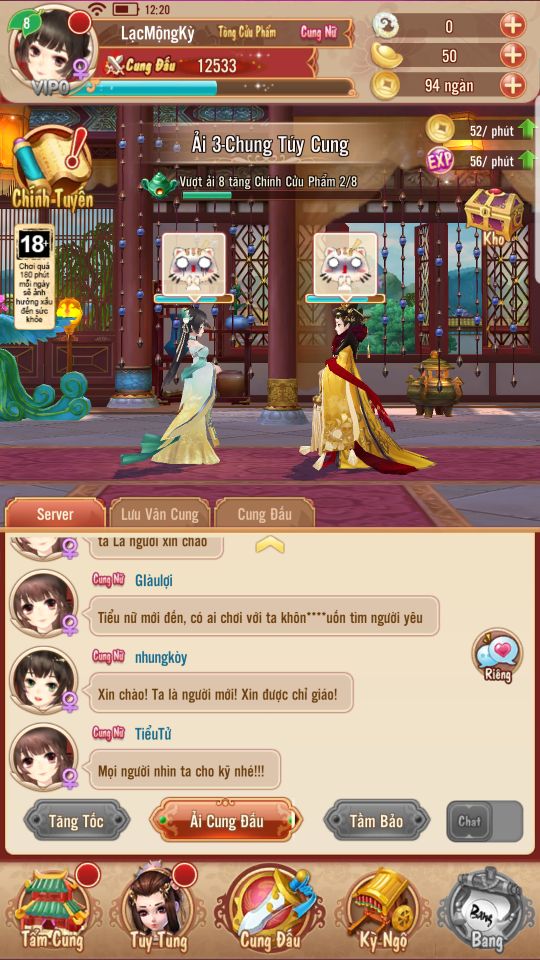 12:20
8
LạcMộngKỳ
Tòng Cửu Phẩm
Cung Nữ
0
VIP0
Cung Đấu
12533
50
94 ngàn
Chính Tuyến
Ải 3-Chung Túy Cung
52/ phút
EXP
56/ phút
Vượt ải 8 tăng Chính Cửu Phẩm 2/8
Kho
18+
Chơi quá
180 phút
mỗi ngày
sẽ ảnh
hưởng xấu
đến sức
khỏe
Server
Lưu Vân Cung
Cung Đấu
ta Là người xin chào
Cung Nữ
GIàulợi
Tiểu nữ mới đến, có ai chơi với ta khôn****uốn tìm người yêu
Cung Nữ
nhungkòy
Riêng
Xin chào! Ta là người mới! Xin được chỉ giáo!
Cung Nữ
TiểuTử
Mọi người nhìn ta cho kỹ nhé!!!
Tăng Tốc
Ải Cung Đấu
Tầm Bảo
Chat
Tẩm Cung
Tùy Tùng
Cung Đấu
Kỳ Ngộ
Bang
Bang